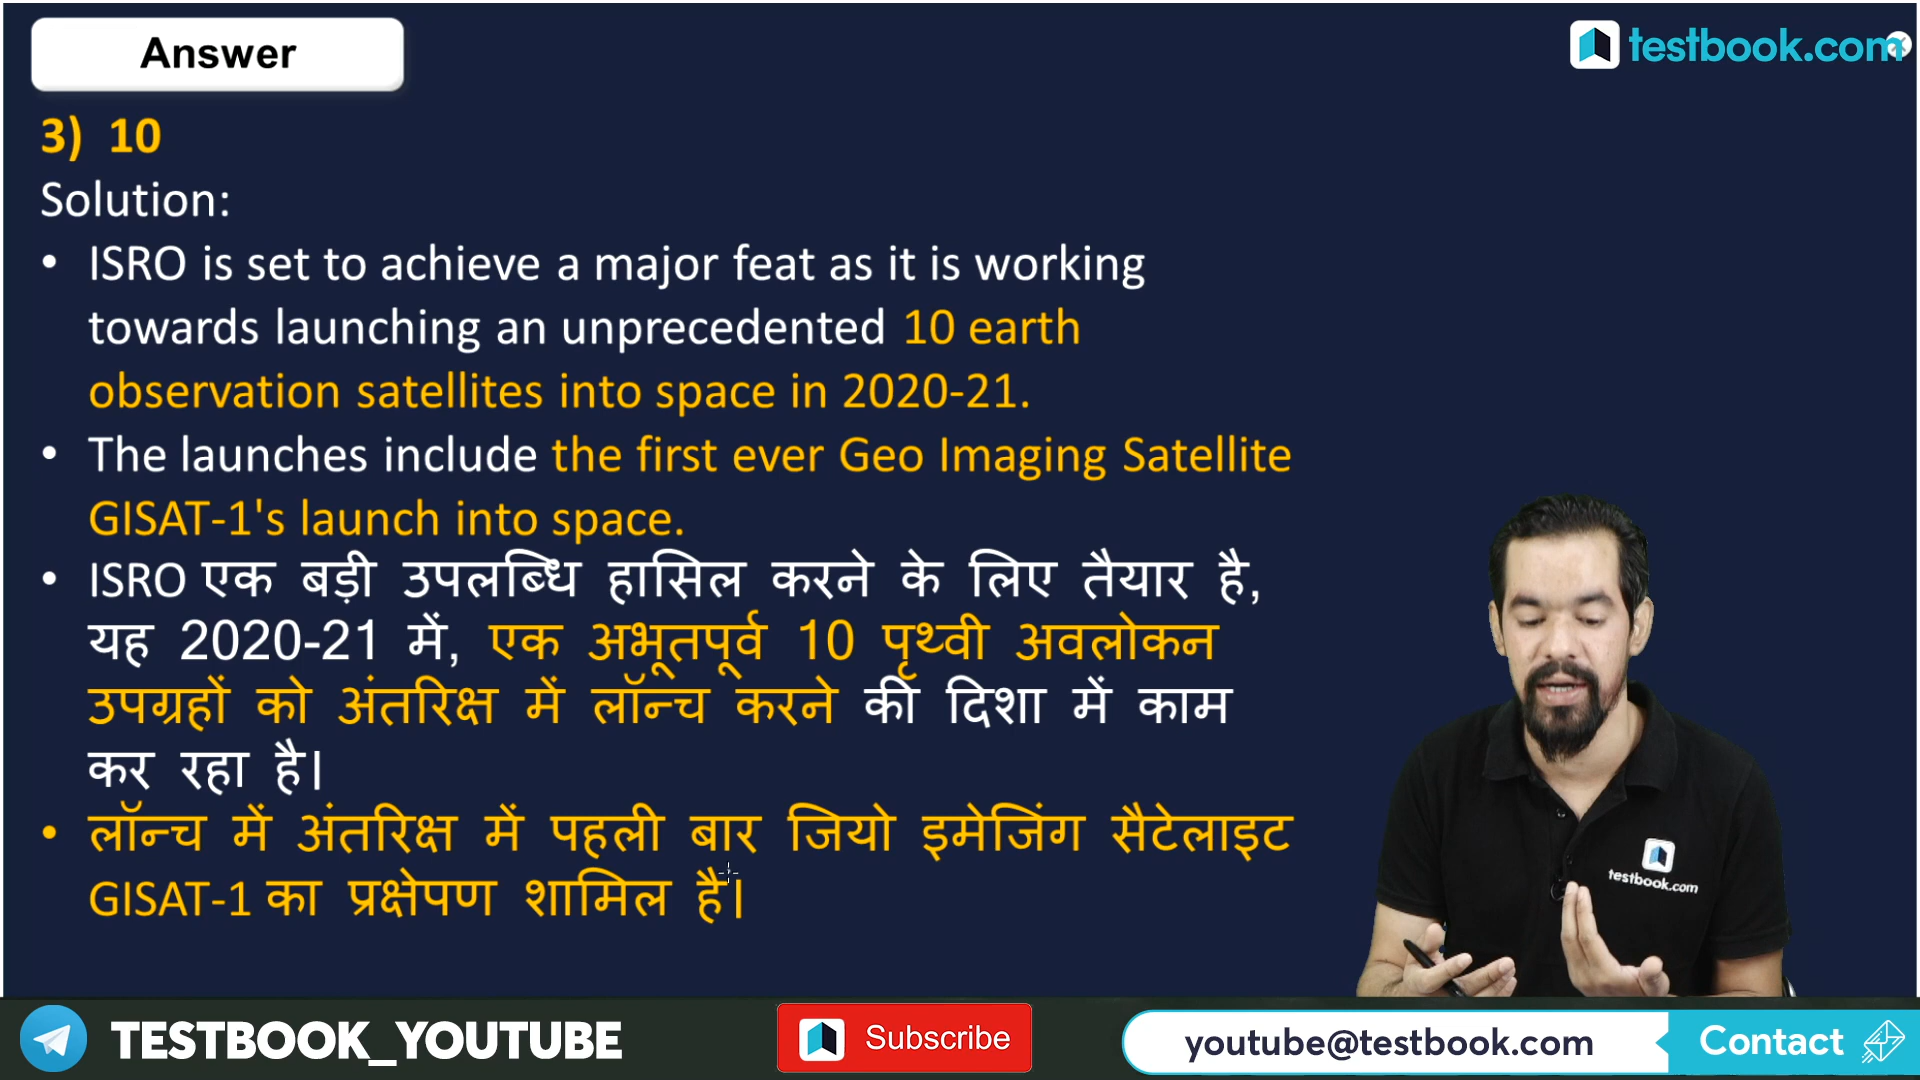 Answer
testbook.com
3) 10
Solution:
• ISRO is set to achieve a major feat as it is working
towards launching an unprecedented 10 earth
observation satellites into space in 2020-21.
• The launches include the first ever Geo Imaging Satellite
GISAT-1's launch into space.
• ISRO एक बड़ी उपलब्धि हासिल करने के लिए तैयार है,
यह 2020-21 में, एक अभूतपूर्व 10 पृथ्वी अवलोकन
उपग्रहों को अंतरिक्ष में लॉन्च करने की दिशा में काम
कर रहा है।
• लॉन्च में अंतरिक्ष में पहली बार जियो इमेजिंग सैटेलाइट
GISAT-1 का प्रक्षेपण शामिल है।
testbook.com
TESTBOOK_YOUTUBE
Subscribe
youtube@testbook.com
Contact